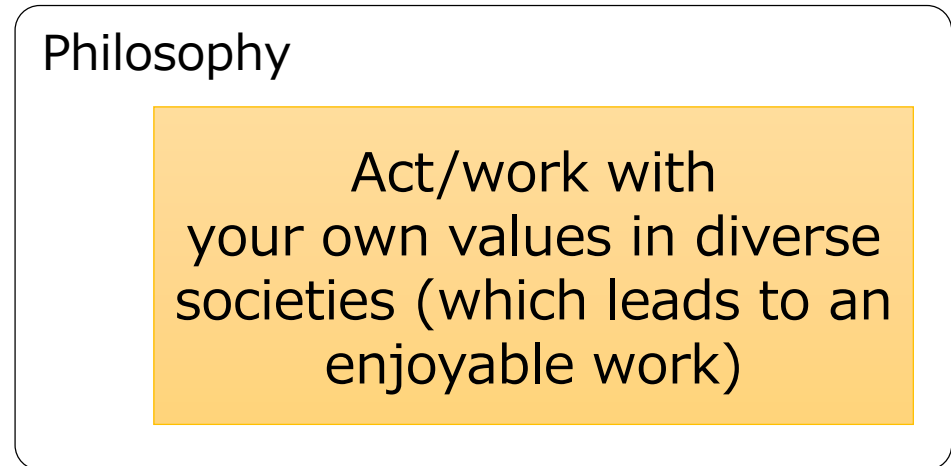 Philosophy
Act/work with
your own values in diverse
societies (which leads to an
enjoyable work)